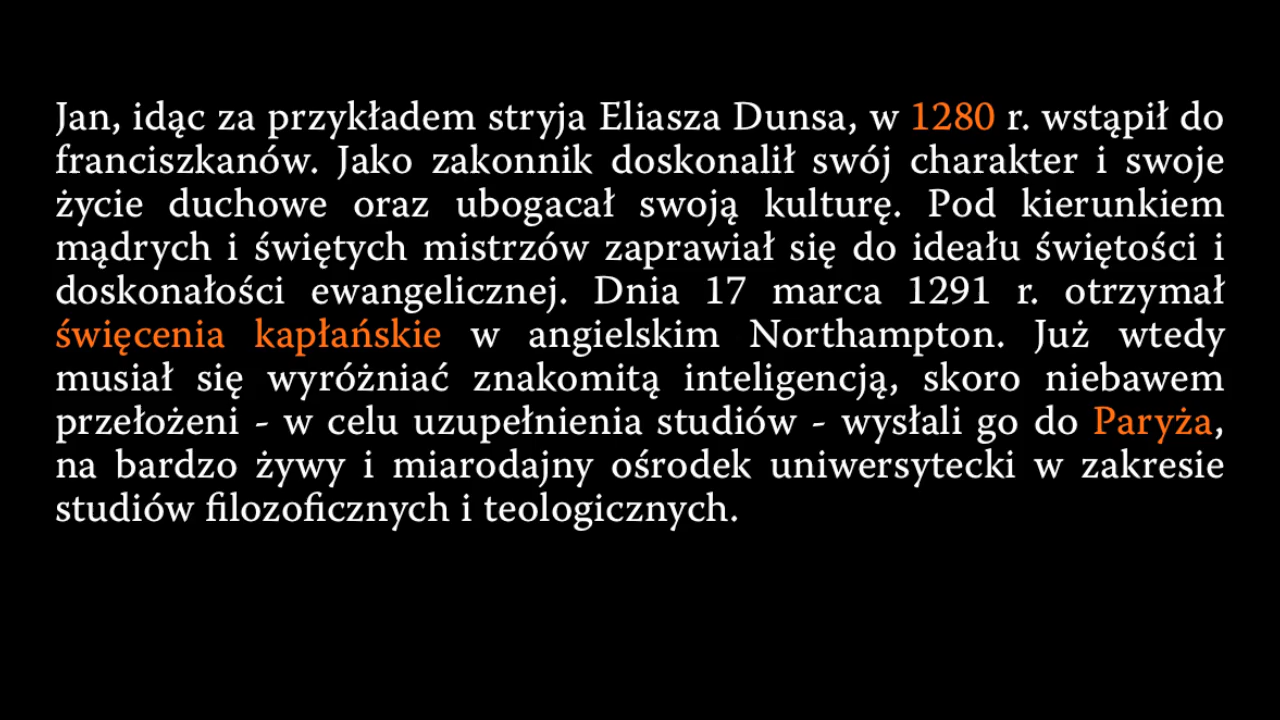 Jan, idąc za przykładem stryja Eliasza Dunsa, w 1280 r. wstąpił do
franciszkanów. Jako zakonnik doskonalił swój charakter i swoje
życie duchowe oraz ubogacał swoją kulturę. Pod kierunkiem
mądrych i świętych mistrzów zaprawiał się do ideału świętości i
doskonałości ewangelicznej. Dnia 17 marca 1291 r. otrzymał
święcenia kapłańskie w angielskim Northampton. Już wtedy
musiał się wyróżniać znakomitą inteligencją, skoro niebawem
przełożeni - w celu uzupełnienia studiów - wysłali go do Paryża,
na bardzo żywy i miarodajny ośrodek uniwersytecki w zakresie
studiów filozoficznych i teologicznych.